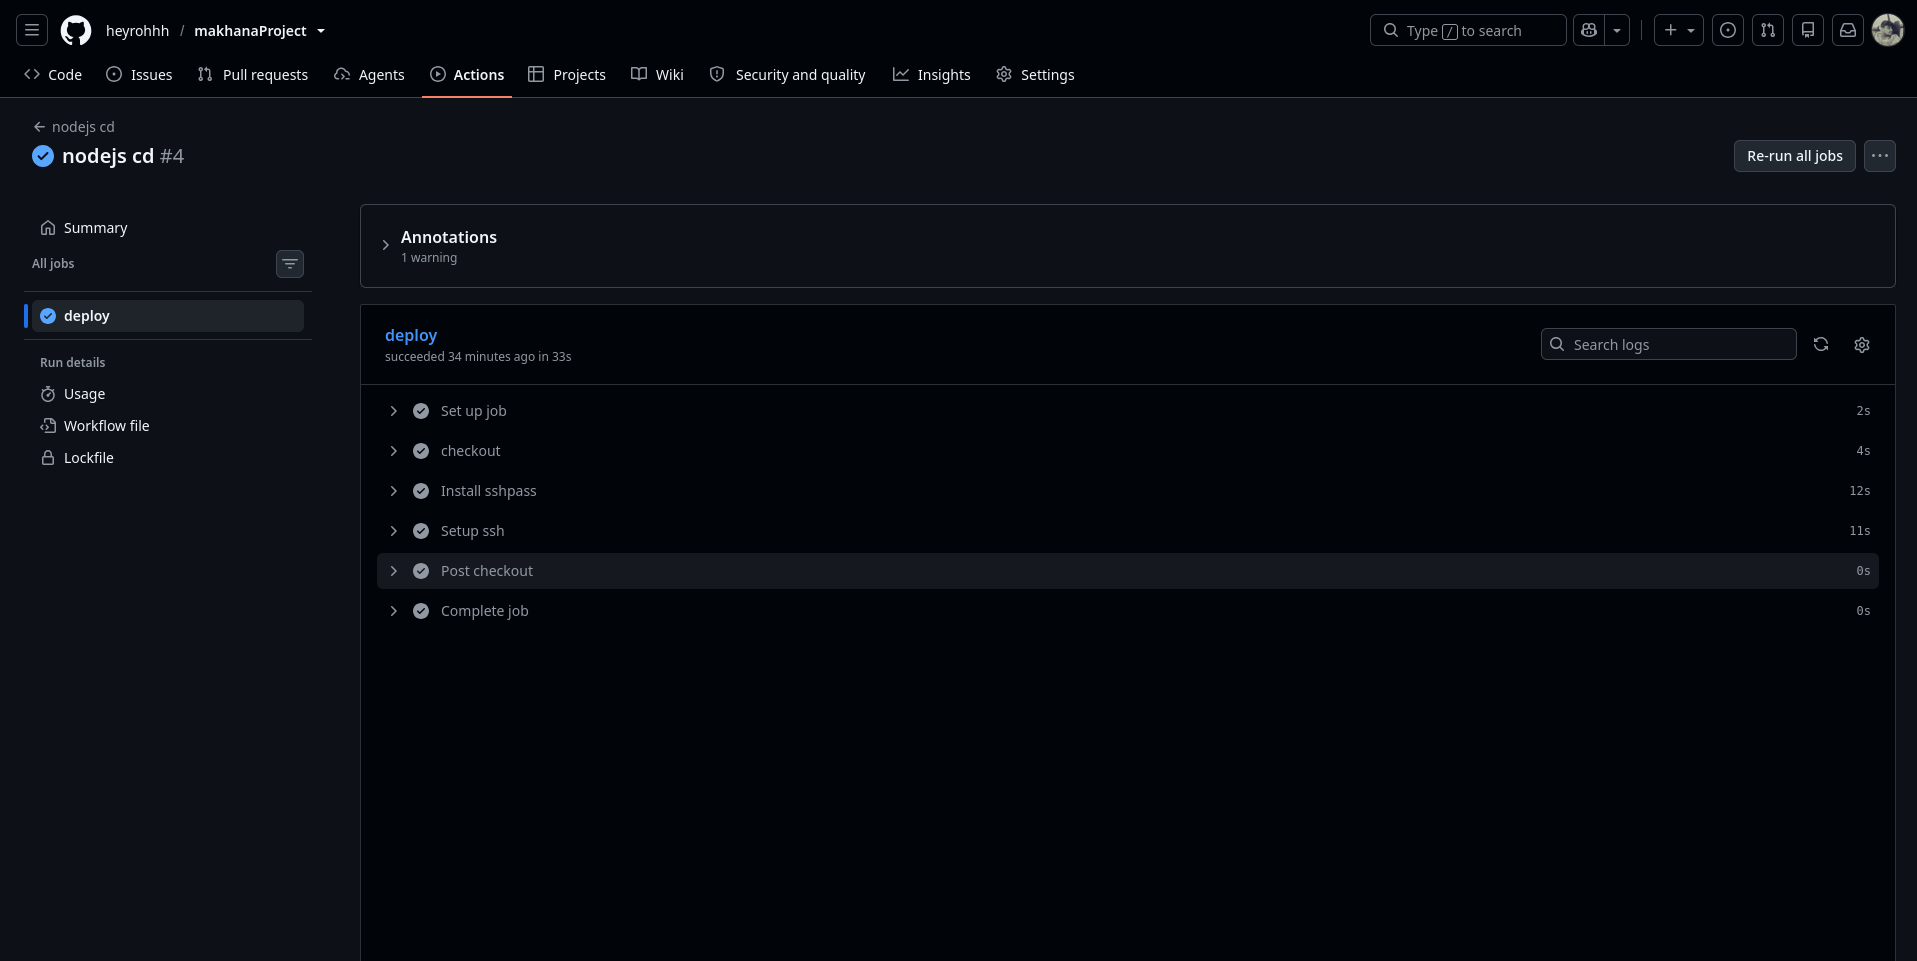 heyrohhh / makhanaProject
Type / to search
Code Issues Pull requests Agents Actions Projects Wiki Security and quality Insights Settings
nodejs cd
nodejs cd #4
Re-run all jobs
Summary
All jobs
deploy
Run details
Usage
Workflow file
Lockfile
Annotations
1 warning
deploy
succeeded 34 minutes ago in 33s
Search logs
Set up job 2s
checkout 4s
Install sshpass 12s
Setup ssh 11s
Post checkout 0s
Complete job 0s